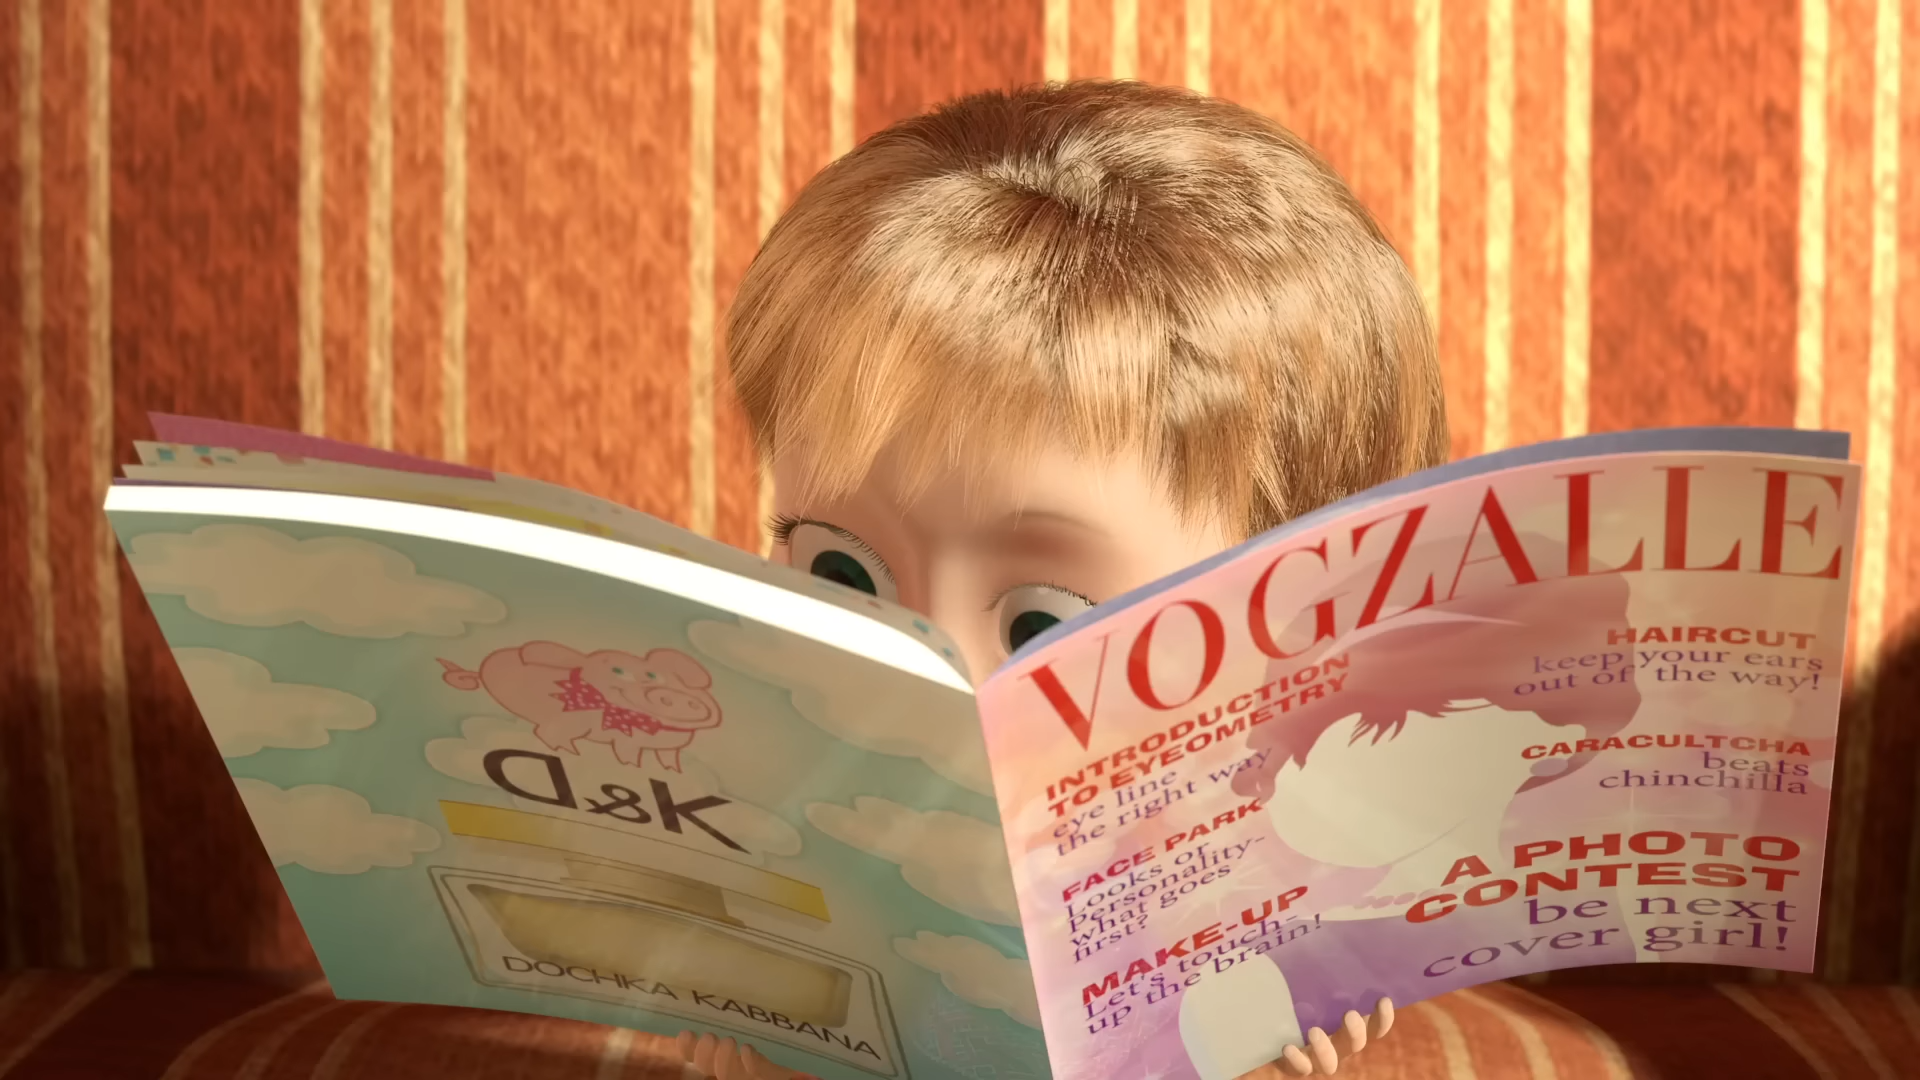 D&K
DOCHKA KABBANA
VOGZALLE
INTRODUCTION
TO EYEOMETRY
eye line
the right way
FACE PARK
Looks or
personality-
what goes
first?
MAKE-UP
Let's touch-
up the brain!
HAIRCUT
keep your ears
out of the way!
CARACULTCHA
beats
chinchilla
A PHOTO
CONTEST
be next
cover girl!